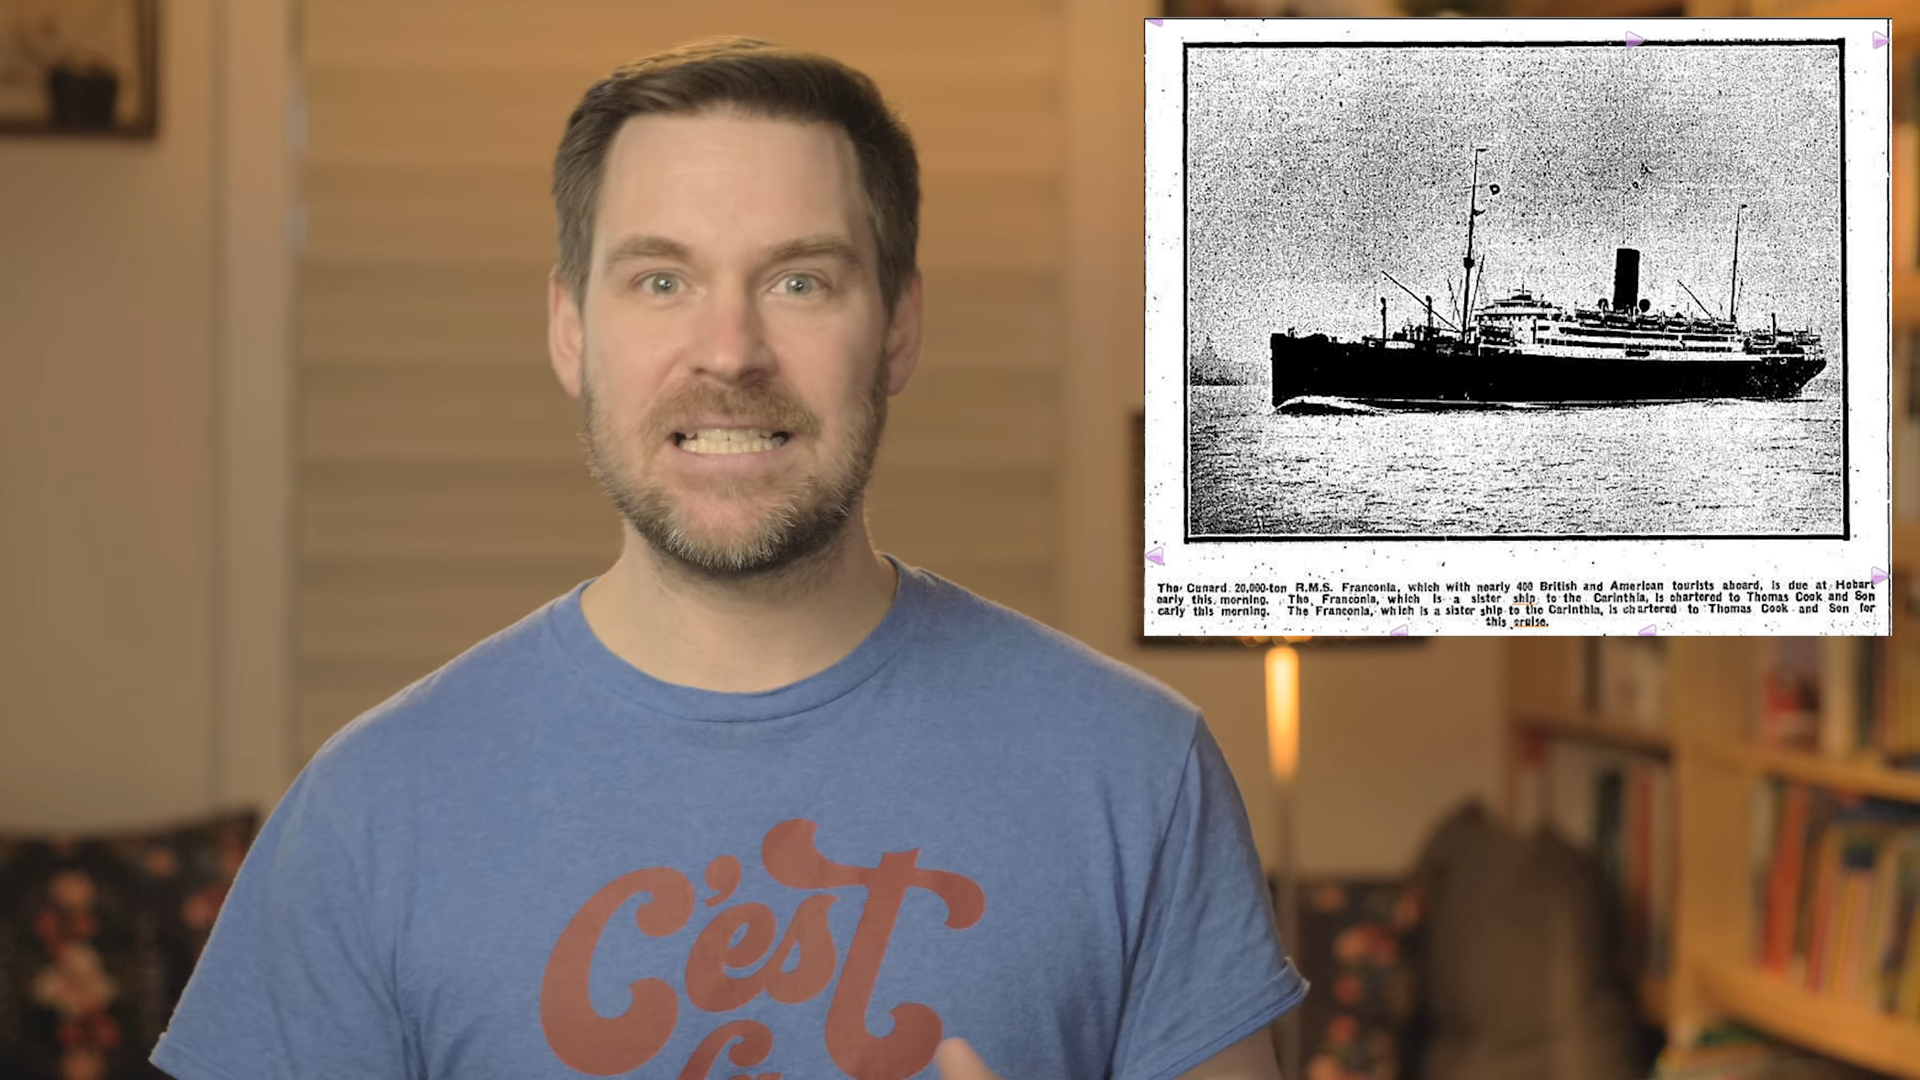 The Cunard 20,000-ton R.M.S. Franconia, which with nearly 400 British and American tourists aboard, is due at Hobart
early this morning. The Franconia, which is a sister ship to the Carinthia, is chartered to Thomas Cook and Son
early this morning. The Franconia, which is a sister ship to the Carinthia, is chartered to Thomas Cook and Son for
this cruise.
C'est
la